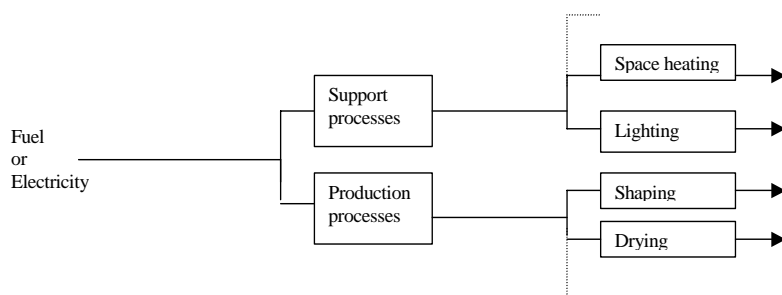 Fuel
or
Electricity
Support
processes
Production
processes
Space heating
Lighting
Shaping
Drying